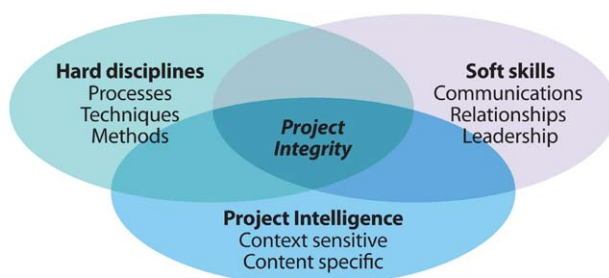 Hard disciplines
Processes
Techniques
Methods
Soft skills
Communications
Relationships
Leadership
Project
Integrity
Project Intelligence
Context sensitive
Content specific